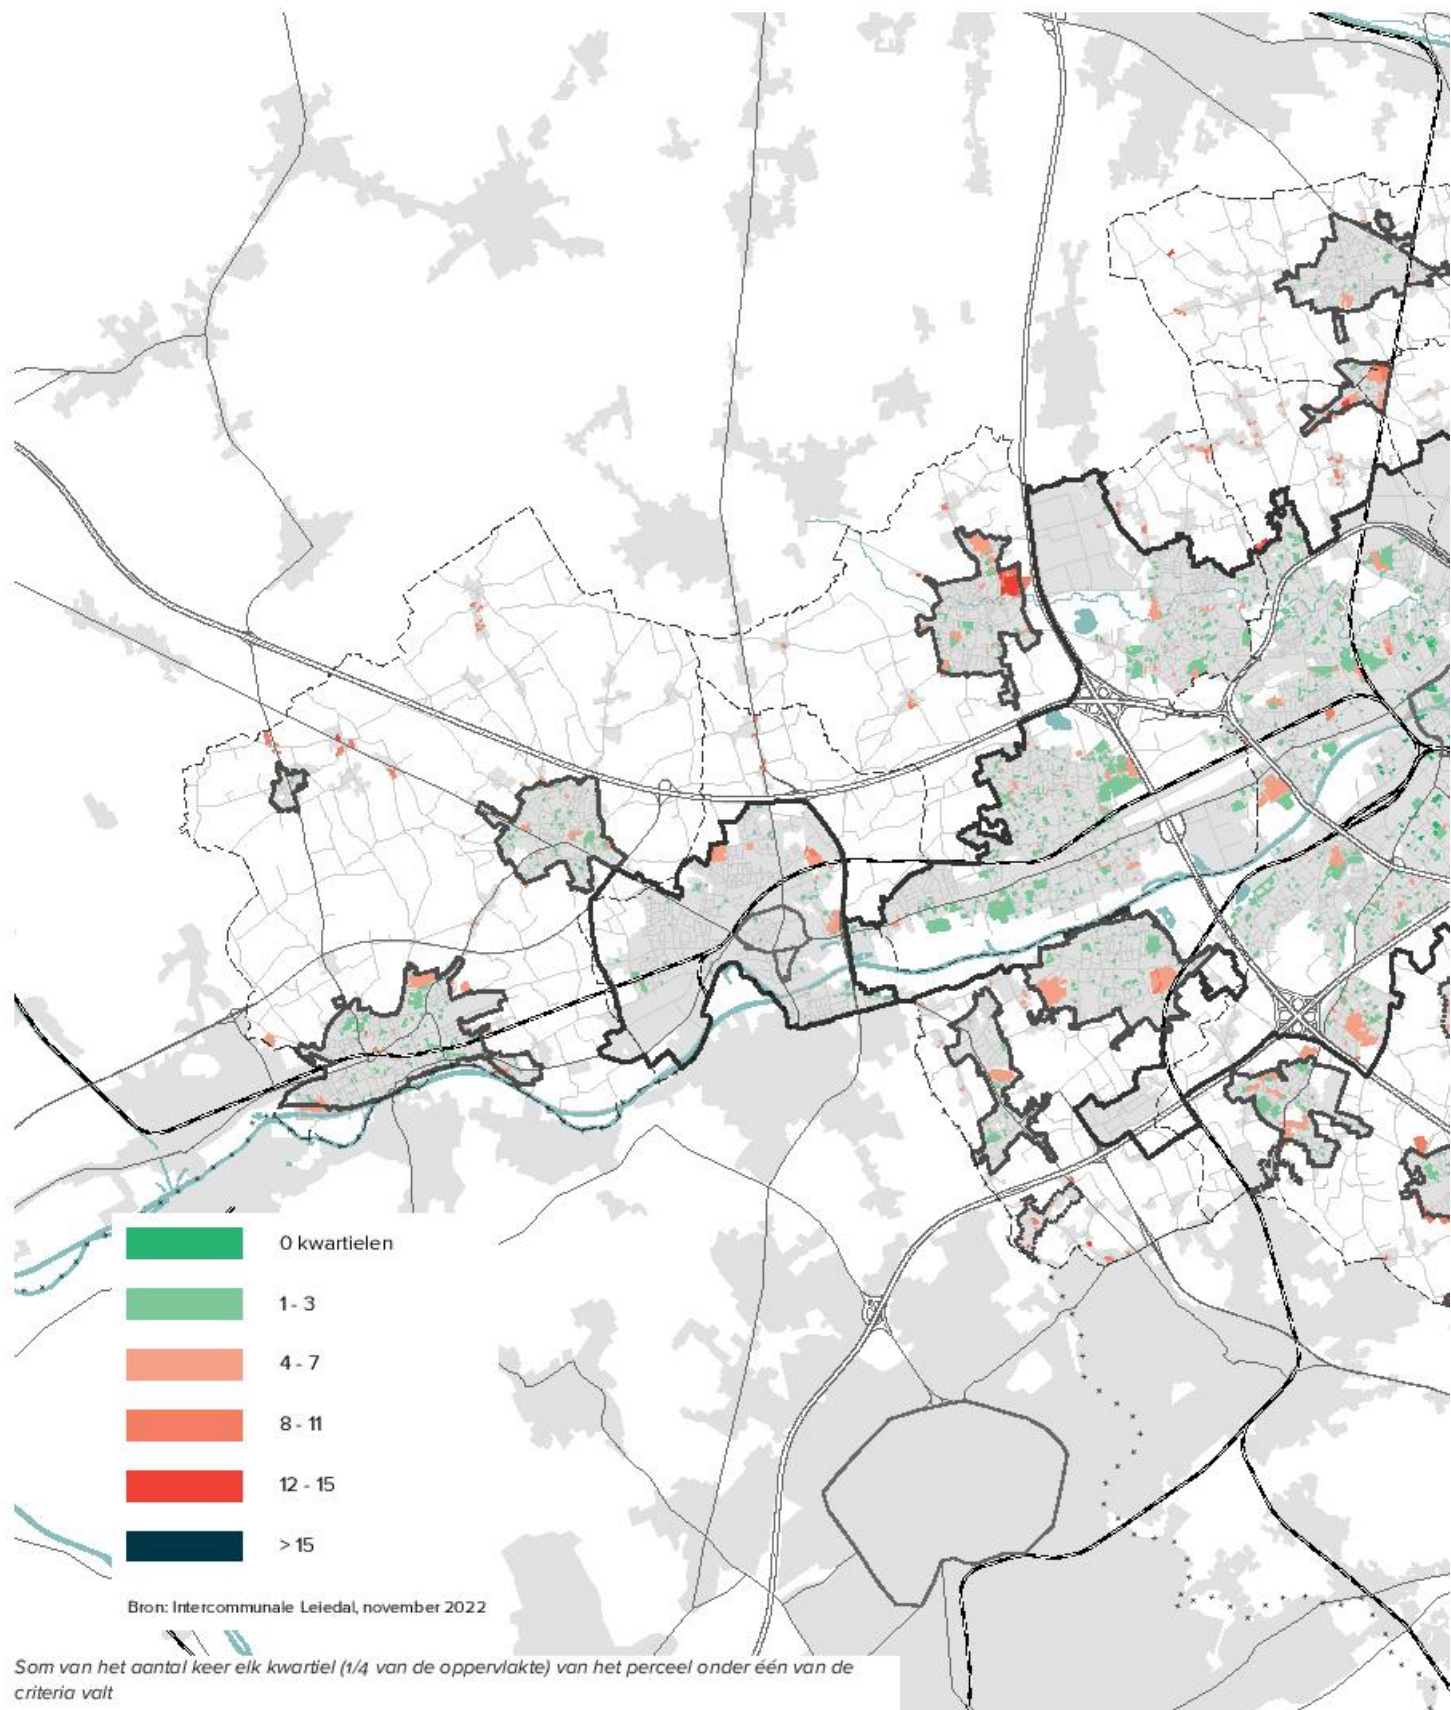 0 kwartielen
1 - 3
4 - 7
8 - 11
12 - 15
> 15
Bron: Intercommunale Leiedal, november 2022
Som van het aantal keer elk kwartiel (1/4 van de oppervlakte) van het perceel onder één van de
criteria valt